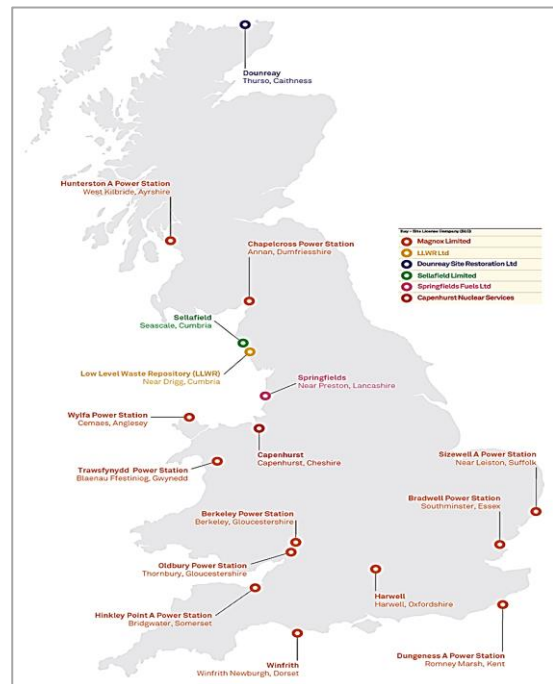 Dounreay
Thurso, Caithness
Hunterston A Power Station
West Kilbride, Ayrshire
Chapelcross Power Station
Annan, Dumfriesshire
Key – Site License Company (SLC)
Magnox Limited
LLWR Ltd
Dounreay Site Restoration Ltd
Sellafield Limited
Springfields Fuels Ltd
Capenhurst Nuclear Services
Sellafield
Seascale, Cumbria
Low Level Waste Repository (LLWR)
Near Drigg, Cumbria
Springfields
Near Preston, Lancashire
Wylfa Power Station
Cemaes, Anglesey
Capenhurst
Capenhurst, Cheshire
Trawsfynydd Power Station
Blaenau Ffestiniog, Gwynedd
Sizewell A Power Station
Near Leiston, Suffolk
Bradwell Power Station
Southminster, Essex
Berkeley Power Station
Berkeley, Gloucestershire
Oldbury Power Station
Thornbury, Gloucestershire
Hinkley Point A Power Station
Bridgwater, Somerset
Harwell
Harwell, Oxfordshire
Winfrith
Winfrith Newburgh, Dorset
Dungeness A Power Station
Romney Marsh, Kent